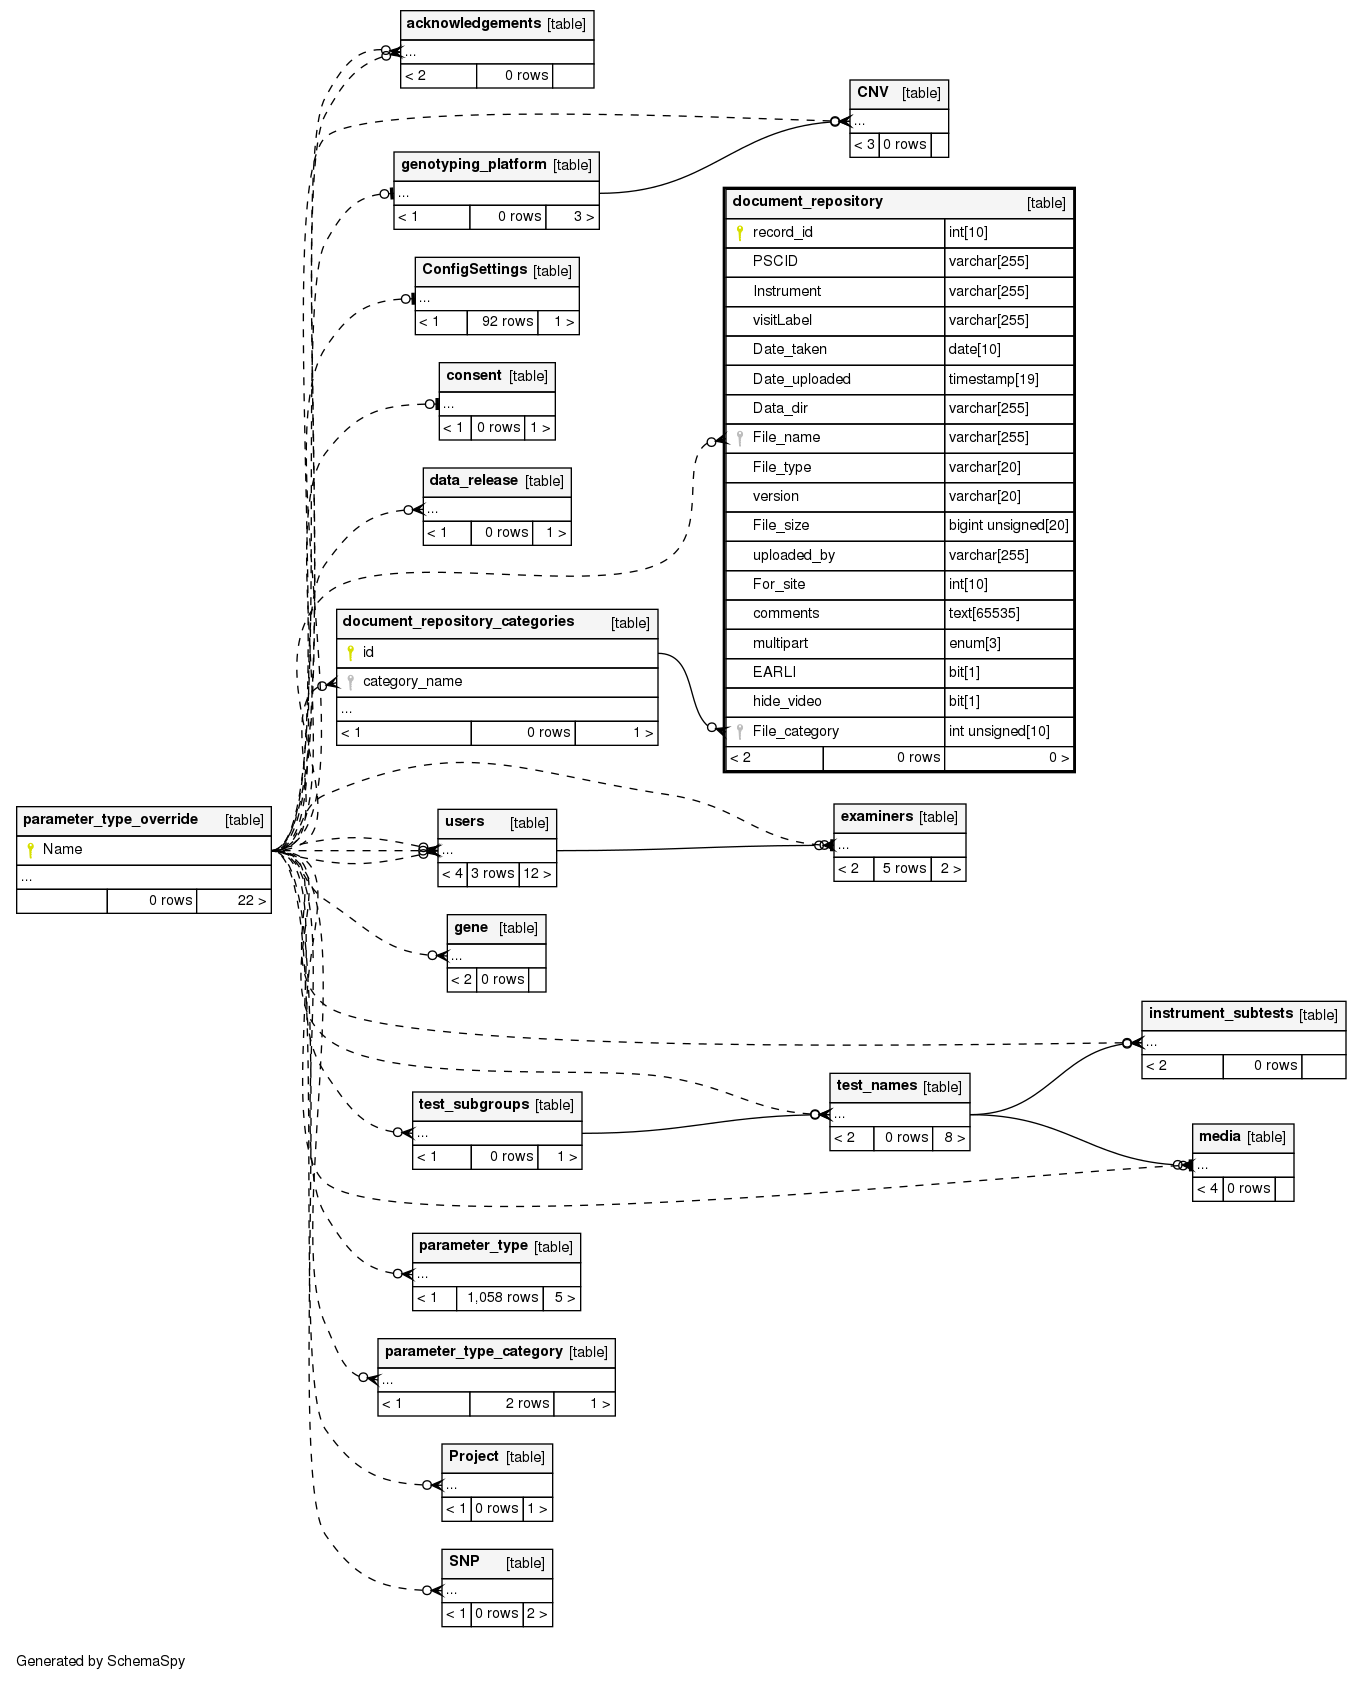 acknowledgements [table]
...
< 2 0 rows
CNV [table]
...
< 3 0 rows
genotyping_platform [table]
...
< 1 0 rows 3 >
document_repository [table]
record_id int[10]
PSCID varchar[255]
Instrument varchar[255]
visitLabel varchar[255]
Date_taken date[10]
Date_uploaded timestamp[19]
Data_dir varchar[255]
File_name varchar[255]
File_type varchar[20]
version varchar[20]
File_size bigint unsigned[20]
uploaded_by varchar[255]
For_site int[10]
comments text[65535]
multipart enum[3]
EARLI bit[1]
hide_video bit[1]
File_category int unsigned[10]
< 2 0 rows 0 >
ConfigSettings [table]
...
< 1 92 rows 1 >
consent [table]
...
< 1 0 rows 1 >
data_release [table]
...
< 1 0 rows 1 >
document_repository_categories [table]
id
category_name
...
< 1 0 rows 1 >
parameter_type_override [table]
Name
...
0 rows 22 >
users [table]
...
< 4 3 rows 12 >
examiners [table]
...
< 2 5 rows 2 >
gene [table]
...
< 2 0 rows
instrument_subtests [table]
...
< 2 0 rows
test_names [table]
...
< 2 0 rows 8 >
test_subgroups [table]
...
< 1 0 rows 1 >
media [table]
...
< 4 0 rows
parameter_type [table]
...
< 1 1,058 rows 5 >
parameter_type_category [table]
...
< 1 2 rows 1 >
Project [table]
...
< 1 0 rows 1 >
SNP [table]
...
< 1 0 rows 2 >
Generated by SchemaSpy